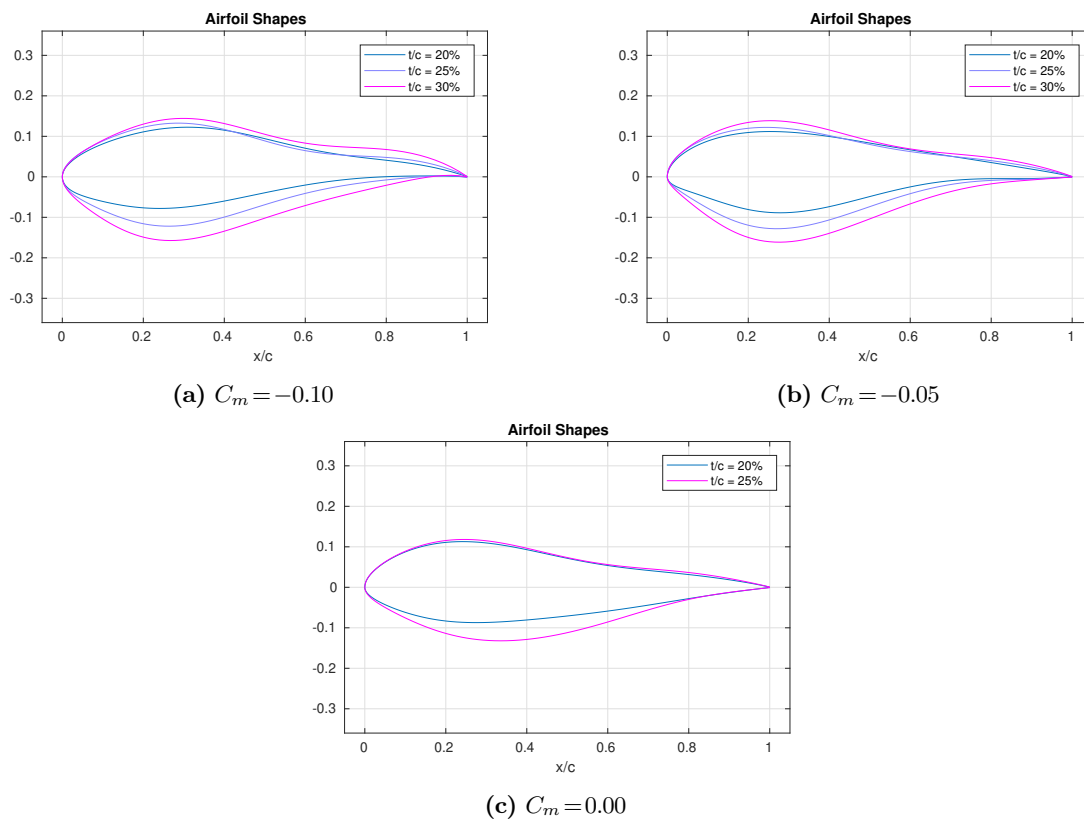 Airfoil Shapes
0.3
0.2
0.1
0
-0.1
-0.2
-0.3
t/c = 20%
t/c = 25%
t/c = 30%
0 0.2 0.4 0.6 0.8 1
x/c
(a) C_m = −0.10
Airfoil Shapes
0.3
0.2
0.1
0
-0.1
-0.2
-0.3
t/c = 20%
t/c = 25%
t/c = 30%
0 0.2 0.4 0.6 0.8 1
x/c
(b) C_m = −0.05
Airfoil Shapes
0.3
0.2
0.1
0
-0.1
-0.2
-0.3
t/c = 20%
t/c = 25%
0 0.2 0.4 0.6 0.8 1
x/c
(c) C_m = 0.00